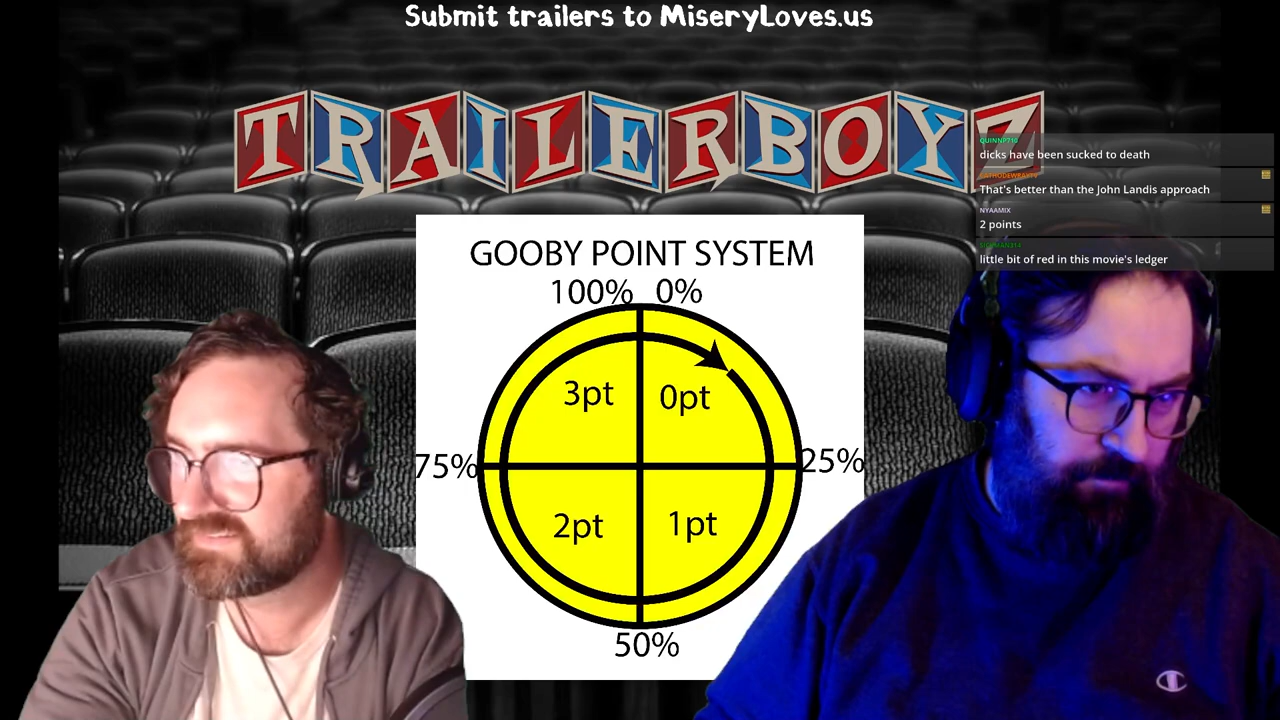 Submit trailers to MiseryLoves.us
TRAILERBOYZ
QUINNP710
dicks have been sucked to death
That's better than the John Landis approach
NYAAMIX
2 points
little bit of red in this movie's ledger
GOOBY POINT SYSTEM
100% 0%
3pt 0pt
75% 25%
2pt 1pt
50%